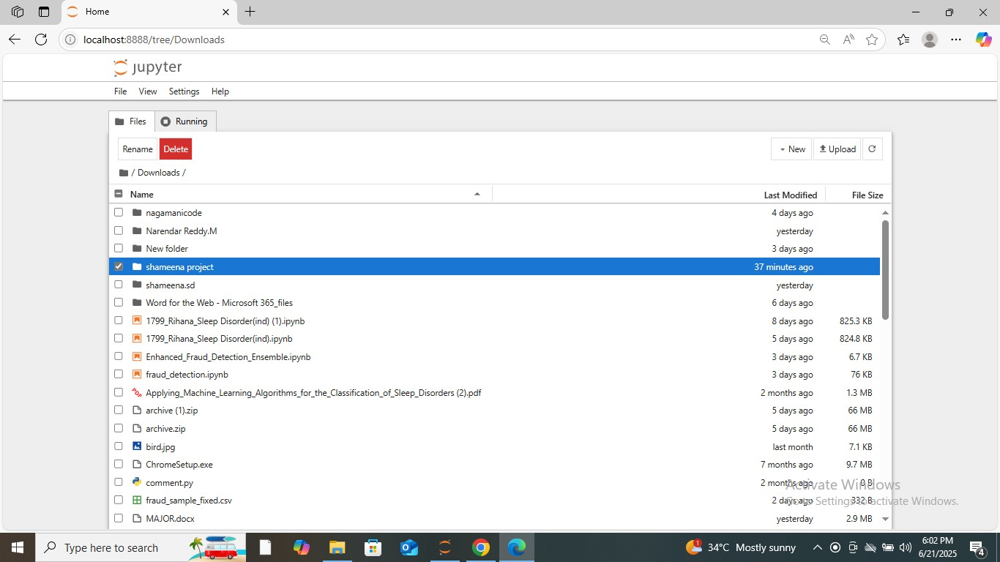 Home
localhost:8888/tree/Downloads
jupyter
File View Settings Help
Files Running
Rename Delete New Upload
/ Downloads /
Name Last Modified File Size
nagamanicode 4 days ago
Narendar Reddy.M yesterday
New folder 3 days ago
shameena project 37 minutes ago
shameena.sd yesterday
Word for the Web - Microsoft 365_files 6 days ago
1799_Rihana_Sleep Disorder(ind) (1).ipynb 8 days ago 825.3 KB
1799_Rihana_Sleep Disorder(ind).ipynb 5 days ago 824.8 KB
Enhanced_Fraud_Detection_Ensemble.ipynb 3 days ago 6.7 KB
fraud_detection.ipynb 3 days ago 76 KB
Applying_Machine_Learning_Algorithms_for_the_Classification_of_Sleep_Disorders (2).pdf 2 months ago 1.3 MB
archive (1).zip 5 days ago 66 MB
archive.zip 5 days ago 66 MB
bird.jpg last month 7.1 KB
ChromeSetup.exe 7 months ago 9.7 MB
comment.py 2 months ago 0 B
Activate Windows
fraud_sample_fixed.csv 2 days ago 332 B
Go to Settings to activate Windows.
MAJOR.docx yesterday 2.9 MB
Type here to search 1 34°C Mostly sunny 6:02 PM
6/21/2025 4